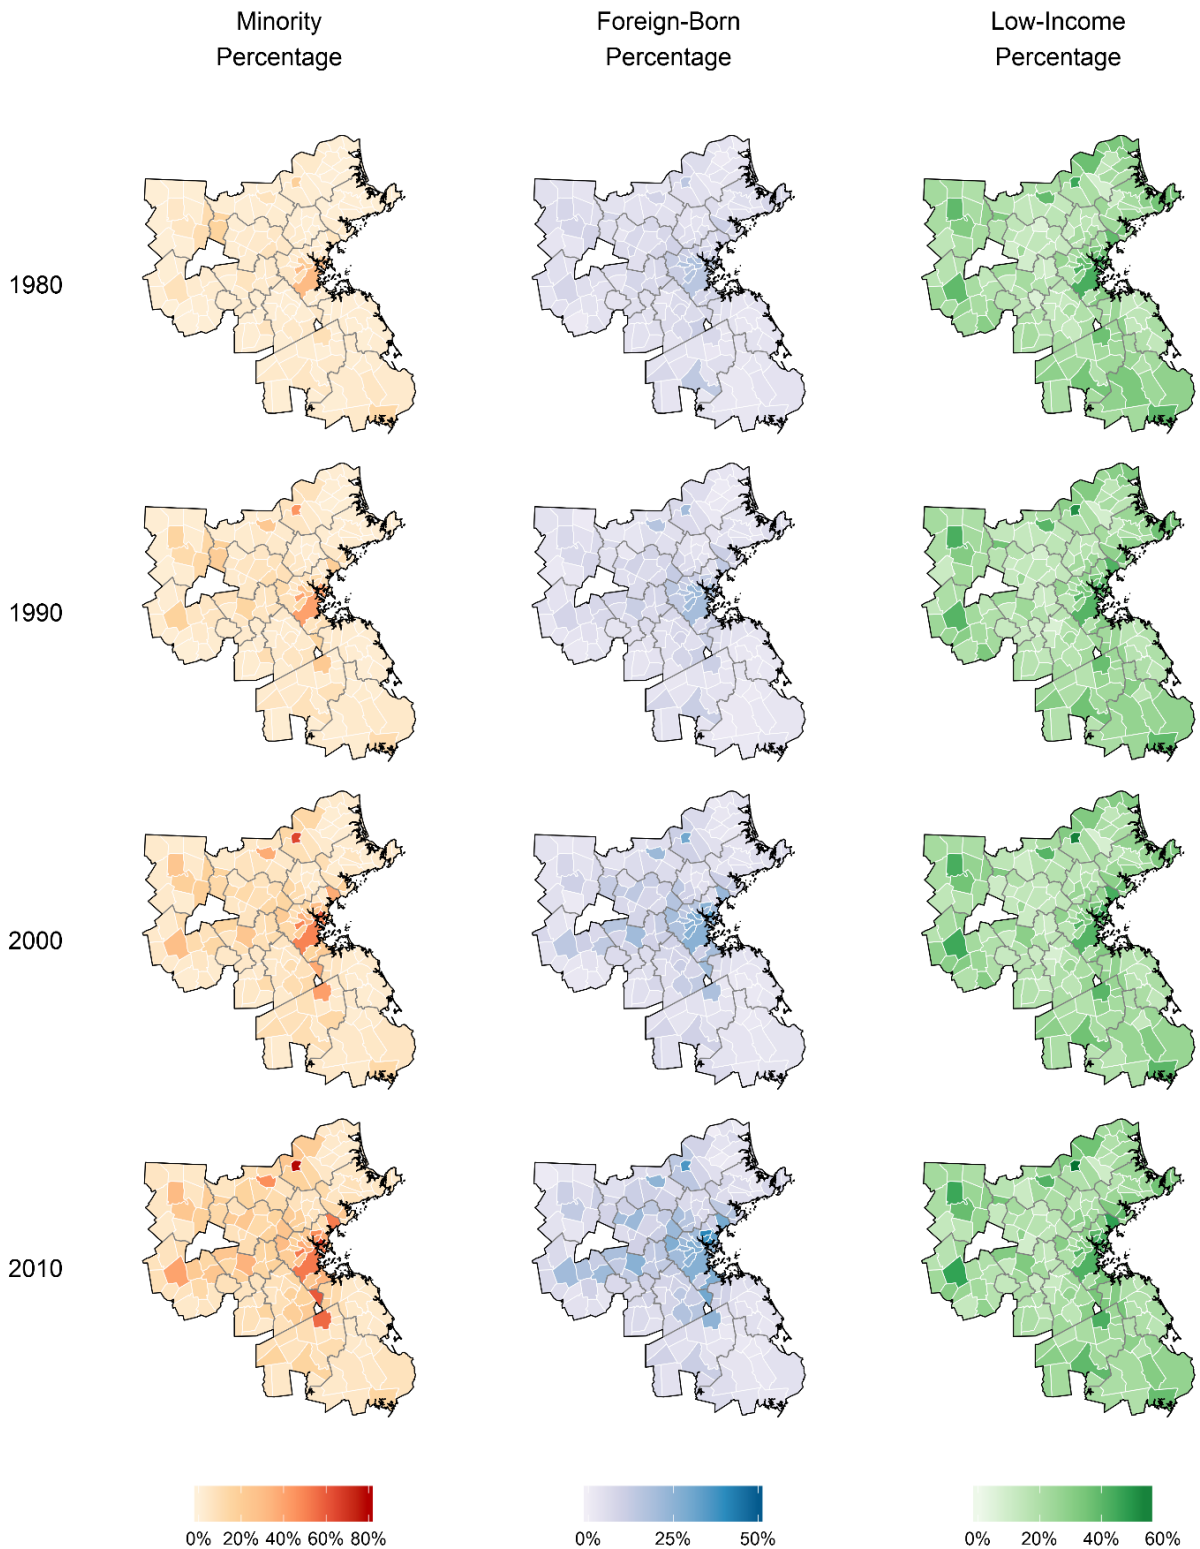 Minority
Percentage
Foreign-Born
Percentage
Low-Income
Percentage
1980
1990
2000
2010
0% 20% 40% 60% 80%
0% 25% 50%
0% 20% 40% 60%